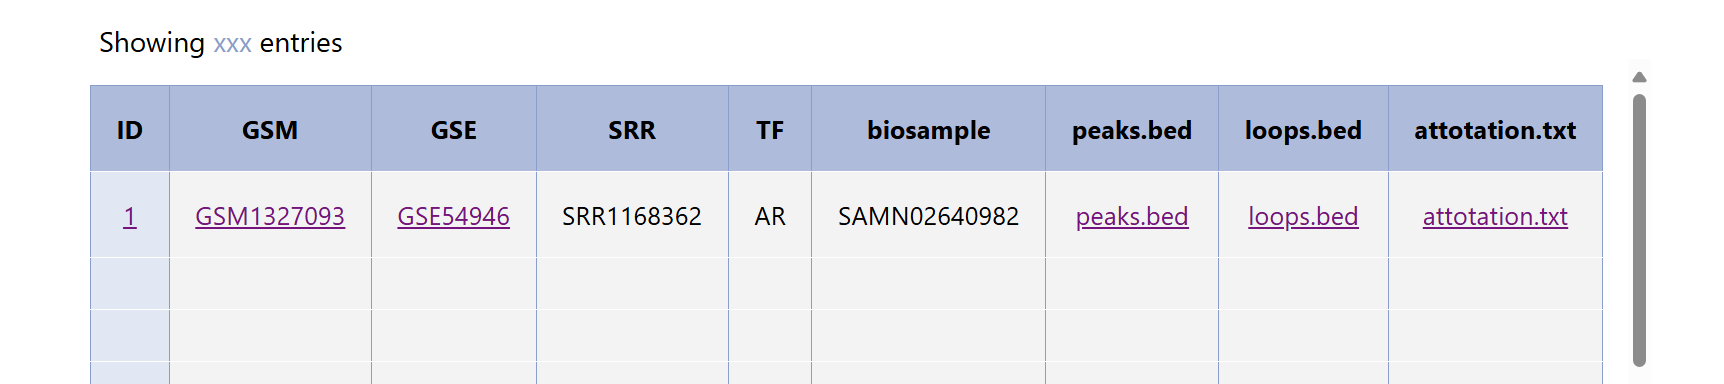 Showing xxx entries
ID GSM GSE SRR TF biosample peaks.bed loops.bed attotation.txt
1 GSM1327093 GSE54946 SRR1168362 AR SAMN02640982 peaks.bed loops.bed attotation.txt